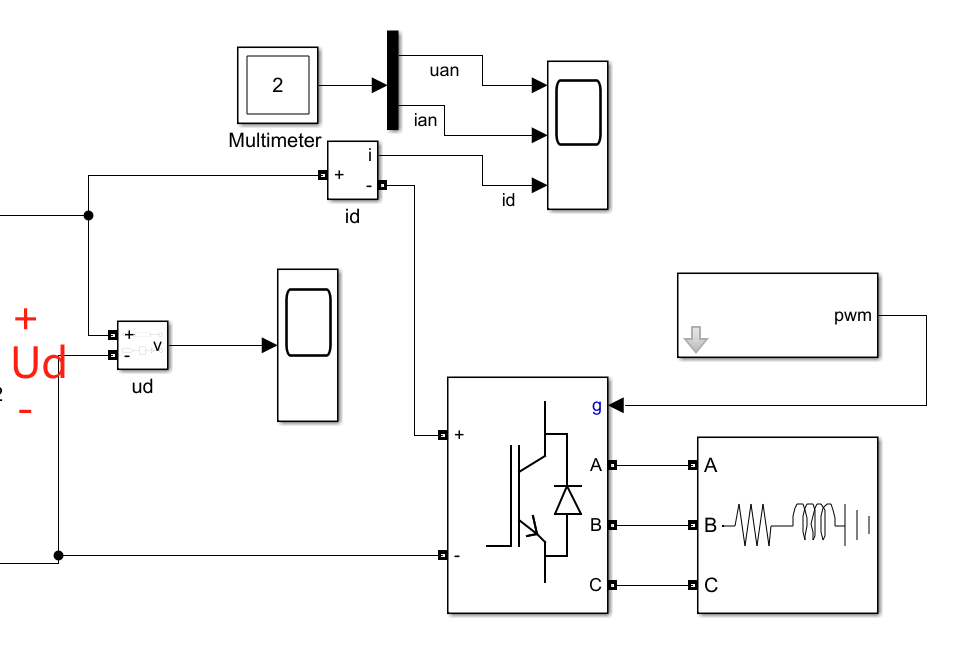 2
Multimeter
uan
ian
i
+
-
id
id
+
Ud
-
+
-
v
ud
pwm
g
+
-
A
B
C
A
B
C